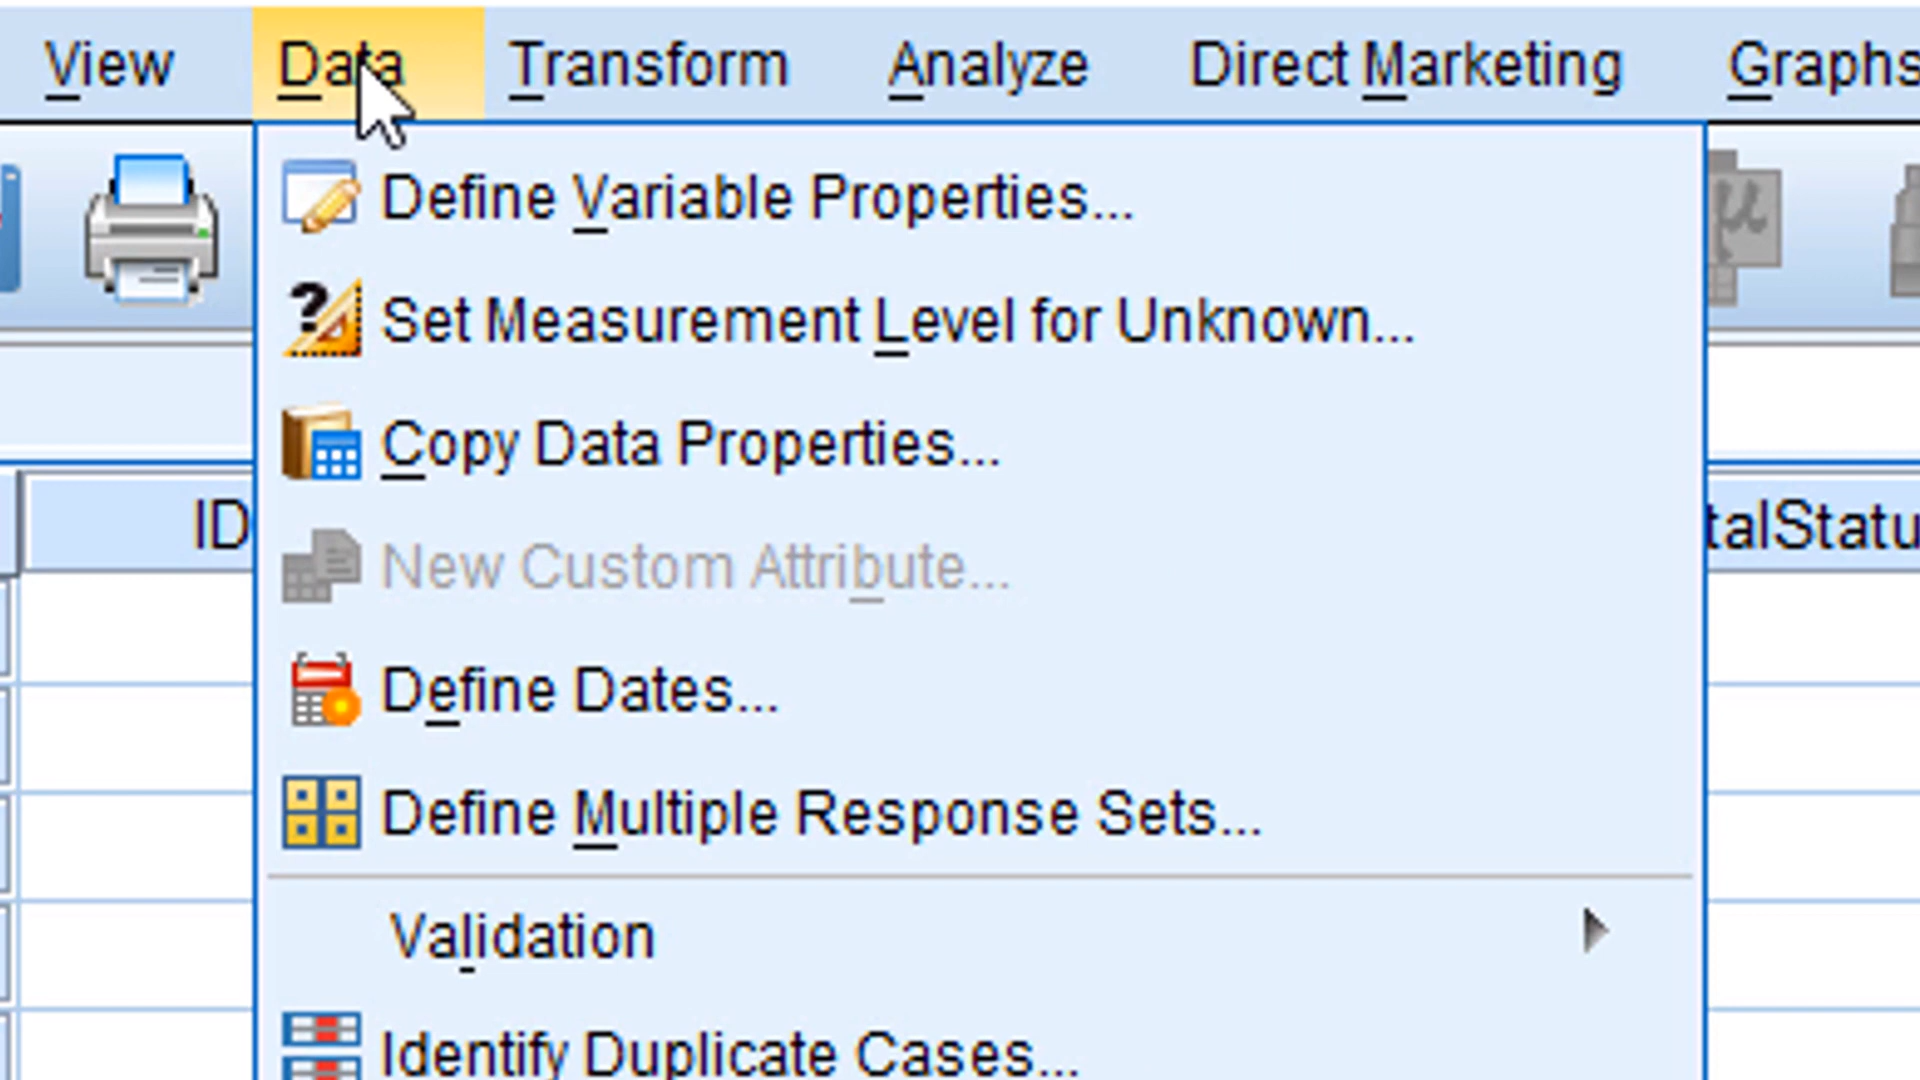 View Data Transform Analyze Direct Marketing Graphs
Define Variable Properties...
Set Measurement Level for Unknown...
Copy Data Properties...
ID
talStatu
New Custom Attribute...
Define Dates...
Define Multiple Response Sets...
Validation
Identify Duplicate Cases...